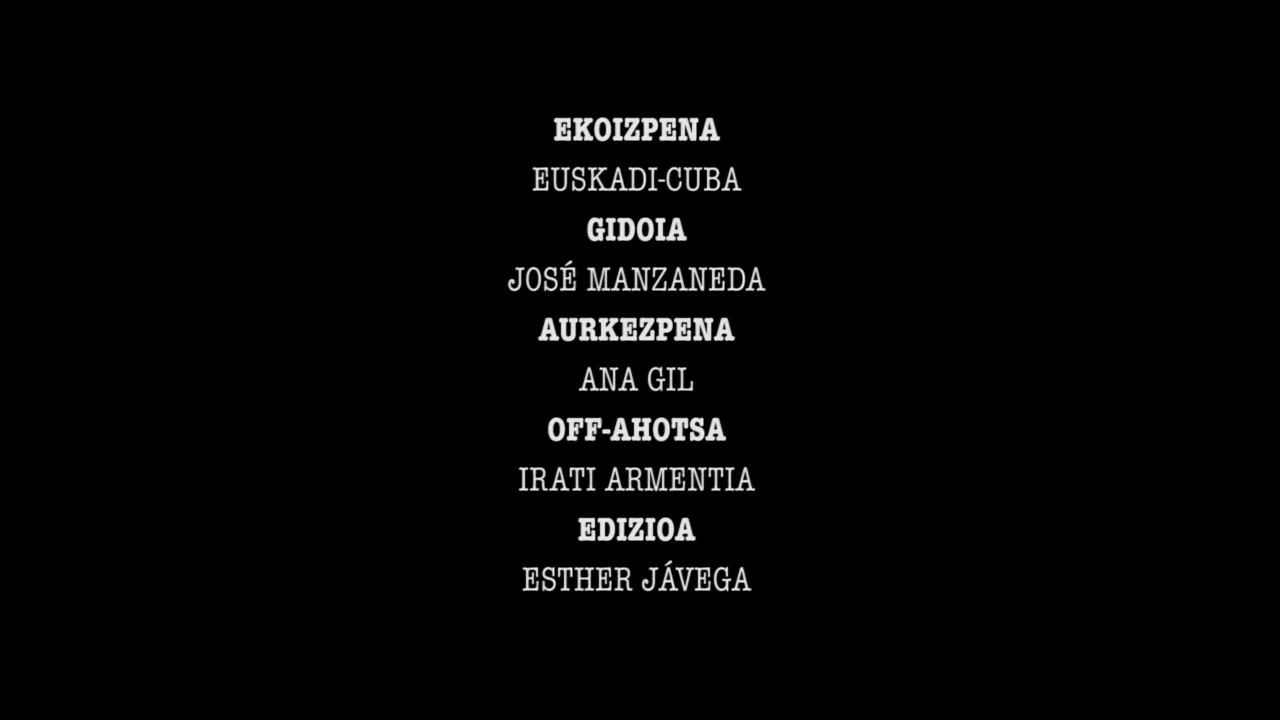 EKOIZPENA
EUSKADI-CUBA
GIDOIA
JOSÉ MANZANEDA
AURKEZPENA
ANA GIL
OFF-AHOTSA
IRATI ARMENTIA
EDIZIOA
ESTHER JÁVEGA